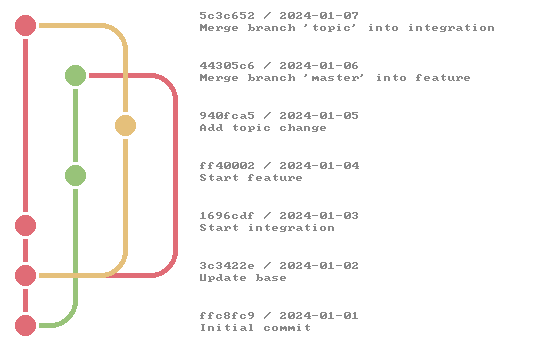 5c3c652 / 2024-01-07
Merge branch 'topic' into integration
44305c6 / 2024-01-06
Merge branch 'master' into feature
940fca5 / 2024-01-05
Add topic change
ff40002 / 2024-01-04
Start feature
1696cdf / 2024-01-03
Start integration
3c3422e / 2024-01-02
Update base
ffc8fc9 / 2024-01-01
Initial commit